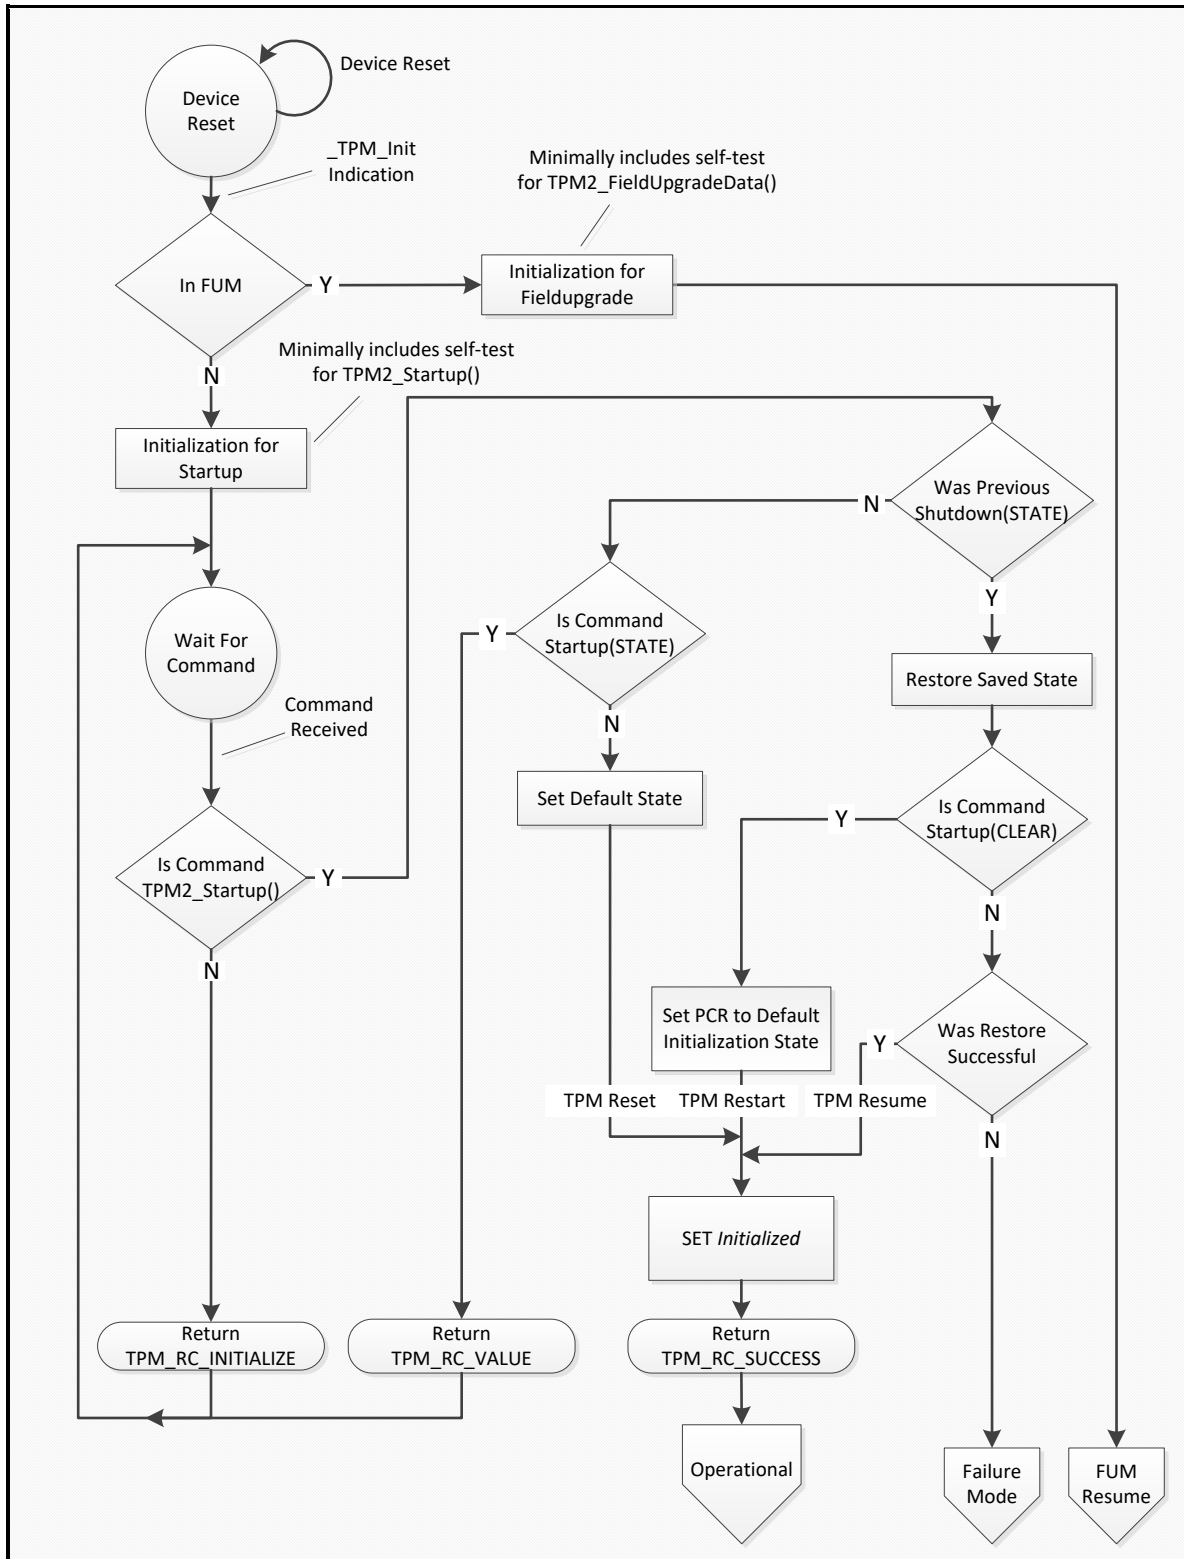 Device Reset
Device
Reset
_TPM_Init
Indication
Minimally includes self-test
for TPM2_FieldUpgradeData()
In FUM
Y
Initialization for
Fieldupgrade
N
Minimally includes self-test
for TPM2_Startup()
Initialization for
Startup
Was Previous
Shutdown(STATE)
N
Y
Is Command
Startup(STATE)
Y
N
Wait For
Command
Restore Saved State
Command
Received
Set Default State
Is Command
Startup(CLEAR)
Y
N
Is Command
TPM2_Startup()
Y
N
Set PCR to Default
Initialization State
Was Restore
Successful
Y
N
TPM Reset
TPM Restart
TPM Resume
SET Initialized
Return
TPM_RC_INITIALIZE
Return
TPM_RC_VALUE
Return
TPM_RC_SUCCESS
Operational
Failure
Mode
FUM
Resume